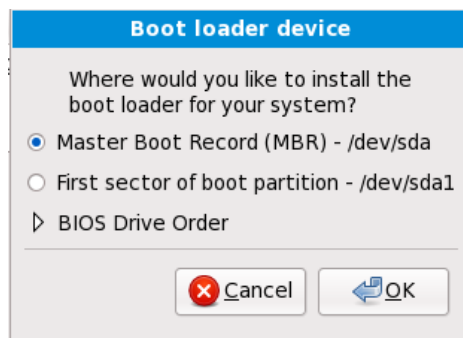 Boot loader device
Where would you like to install the
boot loader for your system?
Master Boot Record (MBR) - /dev/sda
First sector of boot partition - /dev/sda1
BIOS Drive Order
Cancel
OK